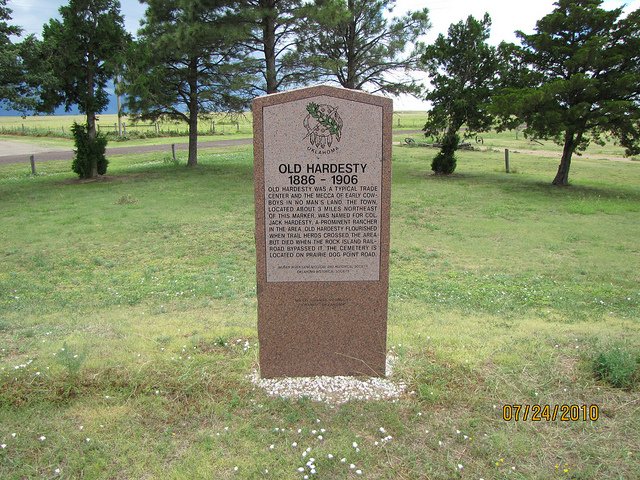 OKLAHOMA
OLD HARDESTY
1886 - 1906
OLD HARDESTY WAS A TYPICAL TRADE
CENTER AND THE MECCA OF EARLY COW-
BOYS IN NO MAN'S LAND. THE TOWN,
LOCATED ABOUT 3 MILES NORTHEAST
OF THIS MARKER, WAS NAMED FOR COL.
JACK HARDESTY, A PROMINENT RANCHER
IN THE AREA. OLD HARDESTY FLOURISHED
WHEN TRAIL HERDS CROSSED THE AREA
BUT DIED WHEN THE ROCK ISLAND RAIL-
ROAD BYPASSED IT. THE CEMETERY IS
LOCATED ON PRAIRIE DOG POINT ROAD.
GENEALOGICAL AND HISTORICAL SOCIETY
OKLAHOMA HISTORICAL SOCIETY
07/24/2010